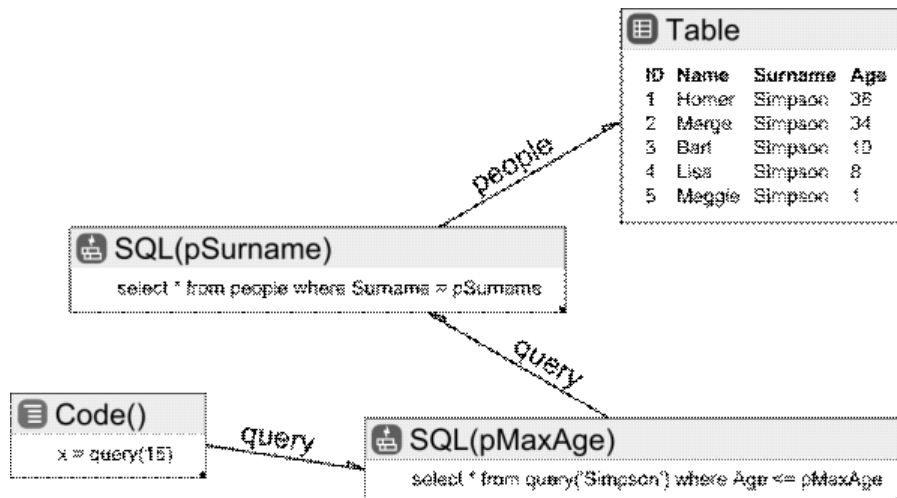 Table
ID Name Surname Age
1 Homer Simpson 36
2 Marge Simpson 34
3 Bart Simpson 10
4 Lisa Simpson 8
5 Maggie Simpson 1
people
SQL(pSurname)
select * from people where Surname = pSurname
query
Code()
x = query(15)
query
SQL(pMaxAge)
select * from query('Simpson') where Age <= pMaxAge